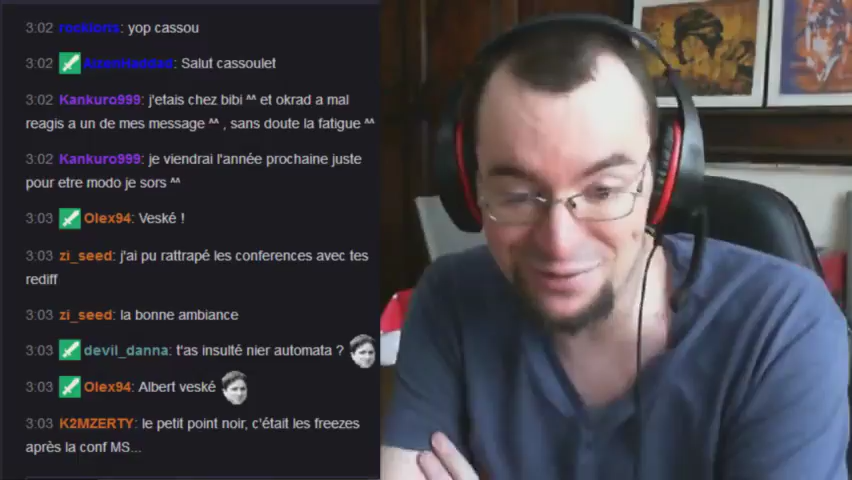 3:02 rocklorrs: yop cassou
3:02 Salut cassoulet
3:02 Kankuro999: j'etais chez bibi ^^ et okrad a mal
reagis a un de mes message ^^ , sans doute la fatigue ^^
3:02 Kankuro999: je viendrai l'année prochaine juste
pour etre modo je sors ^^
3:03 Olex94: Veské !
3:03 zi_seed: j'ai pu rattrapé les conferences avec tes
rediff
3:03 zi_seed: la bonne ambiance
3:03 devil_danna: t'as insulté nier automata ?
3:03 Olex94: Albert veské
3:03 K2MZERTY: le petit point noir, c'était les freezes
après la conf MS...